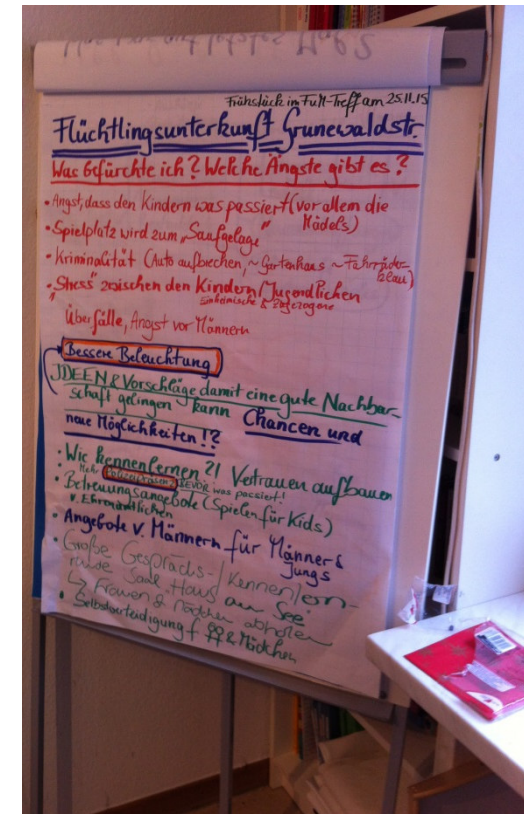 Frühstück im FuN-Treff am 25.11.15
Flüchtlingsunterkunft Grunewaldstr.
Was befürchte ich? Welche Ängste gibt es?
• Angst, dass den Kindern was passiert (vor allem die
Mädels)
• Spielplatz wird zum „Saufgelage"
• Kriminalität (Auto aufbrechen, ~ Gartenhaus ~ Fahrräder
klau)
• „Stress" zwischen den Kindern/Jugendlichen
Einheimische & Zugezogene
Überfälle, Angst vor Männern
Bessere Beleuchtung
IDEEN & Vorschläge damit eine gute Nachbar-
schaft gelingen kann Chancen und
neue Möglichkeiten!?
• Wie kennenlernen?! Vertrauen aufbauen
Mehr Polizeipräsenz BEVOR was passiert!
• Betreuungsangebote (Spielen für Kids)
v. Ehrenamtlichen
• Angebote v. Männern für Männer &
Jungs
• Große Gesprächs-/Kennenlern-
runde Saal „Haus am See"
↳ Frauen & Mädchen abholen
• Selbstverteidigung f. ♀♀ & Mädchen